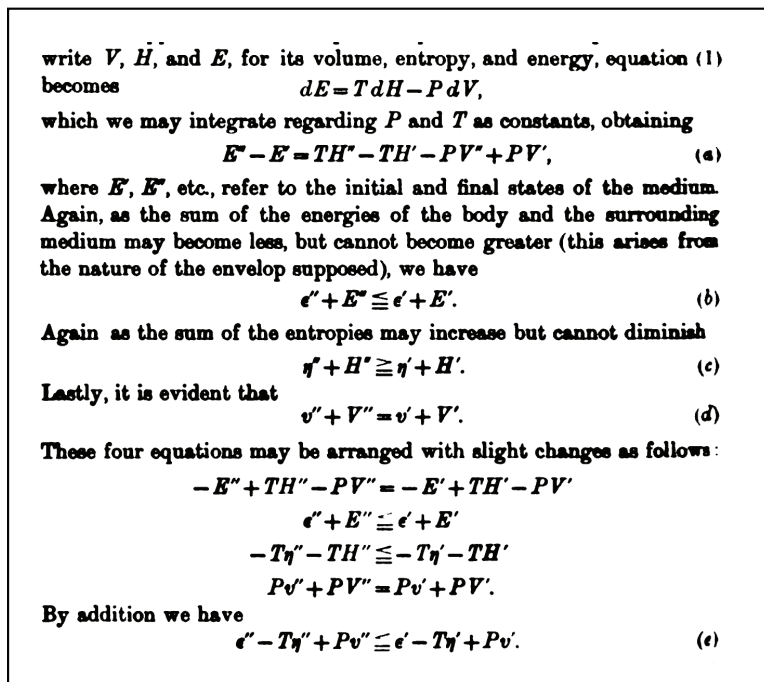 write V, H, and E, for its volume, entropy, and energy, equation (1)
becomes dE = T dH − P dV,
which we may integrate regarding P and T as constants, obtaining
E″ − E′ = TH″ − TH′ − PV″ + PV′, (a)
where E′, E″, etc., refer to the initial and final states of the medium.
Again, as the sum of the energies of the body and the surrounding
medium may become less, but cannot become greater (this arises from
the nature of the envelop supposed), we have
ϵ″ + E″ ≦ ϵ′ + E′. (b)
Again as the sum of the entropies may increase but cannot diminish
η″ + H″ ≧ η′ + H′. (c)
Lastly, it is evident that
v″ + V″ = v′ + V′. (d)
These four equations may be arranged with slight changes as follows:
−E″ + TH″ − PV″ = −E′ + TH′ − PV′
ϵ″ + E″ ≦ ϵ′ + E′
−Tη″ − TH″ ≦ −Tη′ − TH′
Pv″ + PV″ = Pv′ + PV′.
By addition we have
ϵ″ − Tη″ + Pv″ ≦ ϵ′ − Tη′ + Pv′. (e)